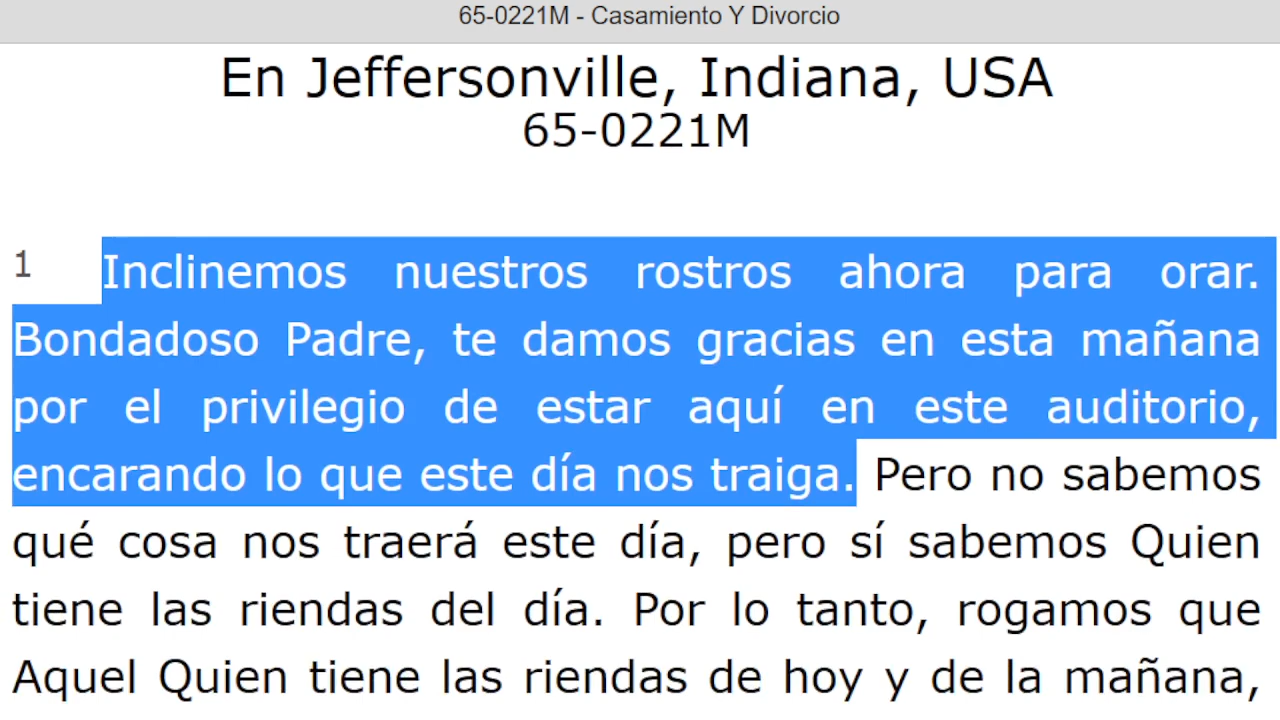 65-0221M - Casamiento Y Divorcio
En Jeffersonville, Indiana, USA
65-0221M
1 Inclinemos nuestros rostros ahora para orar.
Bondadoso Padre, te damos gracias en esta mañana
por el privilegio de estar aquí en este auditorio,
encarando lo que este día nos traiga. Pero no sabemos
qué cosa nos traerá este día, pero sí sabemos Quien
tiene las riendas del día. Por lo tanto, rogamos que
Aquel Quien tiene las riendas de hoy y de la mañana,